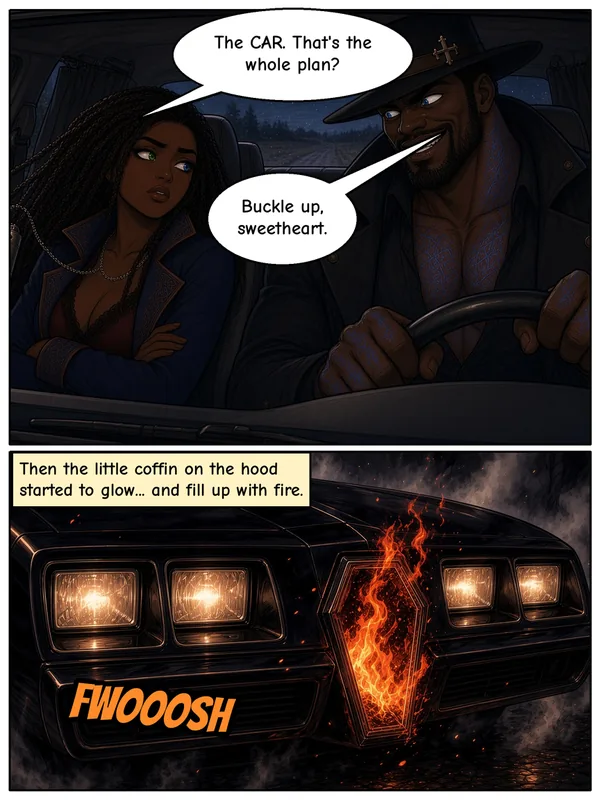 The CAR. That's the
whole plan?
Buckle up,
sweetheart.
Then the little coffin on the hood
started to glow... and fill up with fire.
FWOOOSH